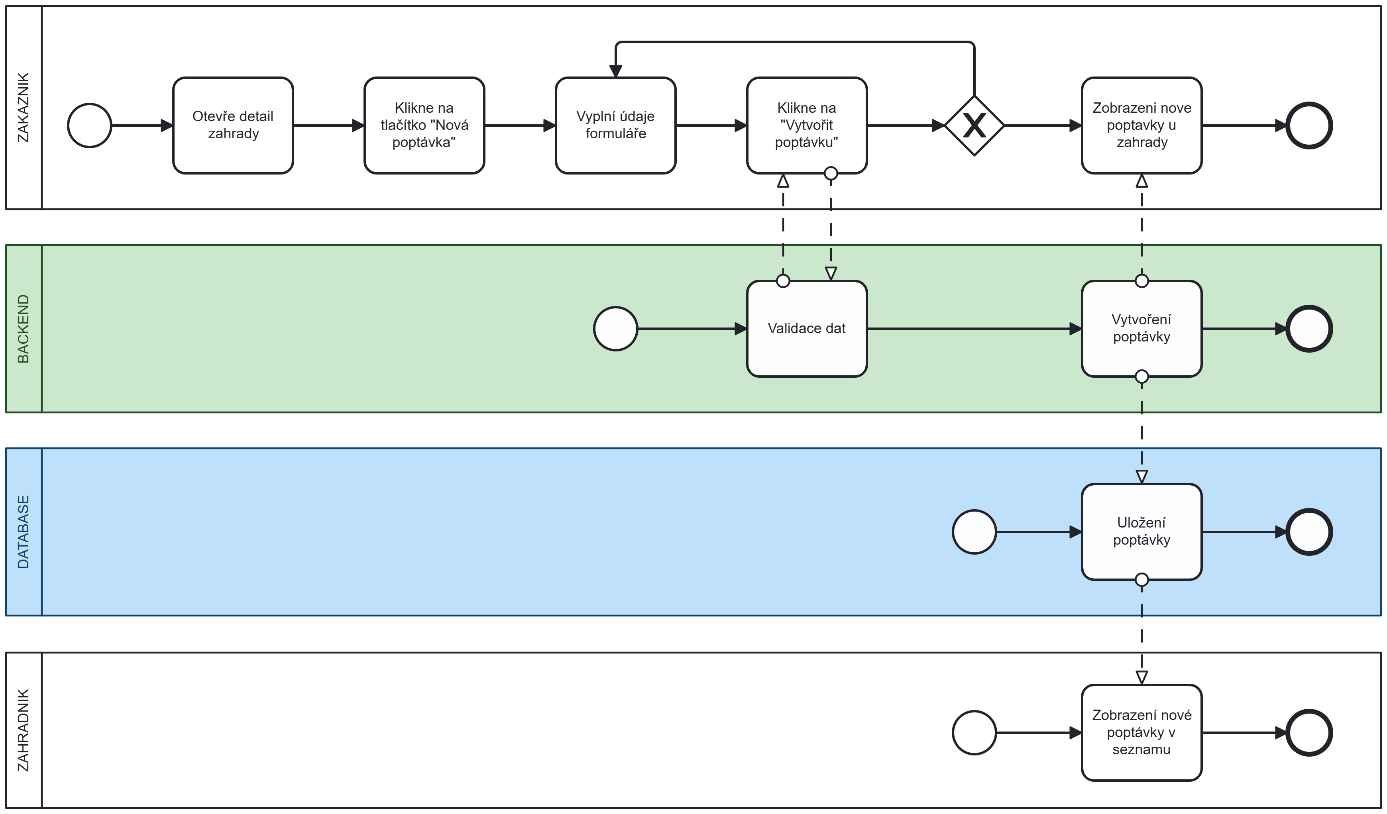 ZAKAZNIK
Otevře detail
zahrady
Klikne na
tlačítko "Nová
poptávka"
Vyplní údaje
formuláře
Klikne na
"Vytvořit
poptávku"
X
Zobrazeni nove
poptavky u
zahrady
BACKEND
Validace dat
Vytvoření
poptávky
DATABASE
Uložení
poptávky
ZAHRADNIK
Zobrazení nové
poptávky v
seznamu